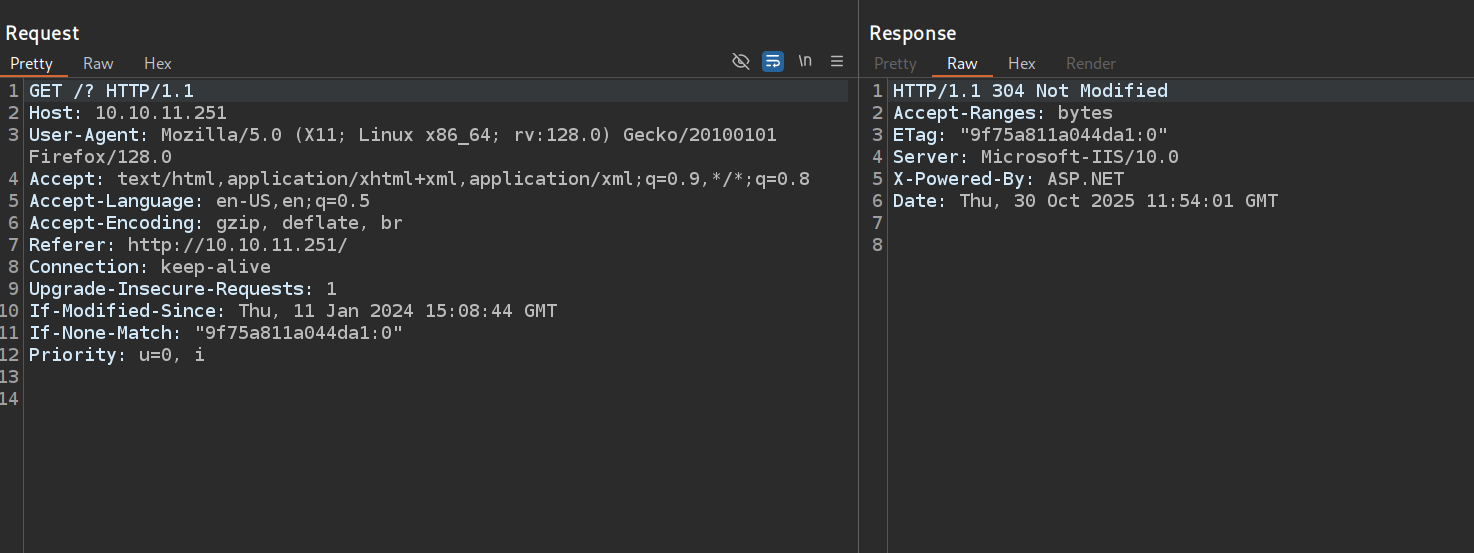 Request
Pretty Raw Hex \n
1 GET /? HTTP/1.1
2 Host: 10.10.11.251
3 User-Agent: Mozilla/5.0 (X11; Linux x86_64; rv:128.0) Gecko/20100101
Firefox/128.0
4 Accept: text/html,application/xhtml+xml,application/xml;q=0.9,*/*;q=0.8
5 Accept-Language: en-US,en;q=0.5
6 Accept-Encoding: gzip, deflate, br
7 Referer: http://10.10.11.251/
8 Connection: keep-alive
9 Upgrade-Insecure-Requests: 1
10 If-Modified-Since: Thu, 11 Jan 2024 15:08:44 GMT
11 If-None-Match: "9f75a811a044da1:0"
12 Priority: u=0, i
13
14
Response
Pretty Raw Hex Render
1 HTTP/1.1 304 Not Modified
2 Accept-Ranges: bytes
3 ETag: "9f75a811a044da1:0"
4 Server: Microsoft-IIS/10.0
5 X-Powered-By: ASP.NET
6 Date: Thu, 30 Oct 2025 11:54:01 GMT
7
8